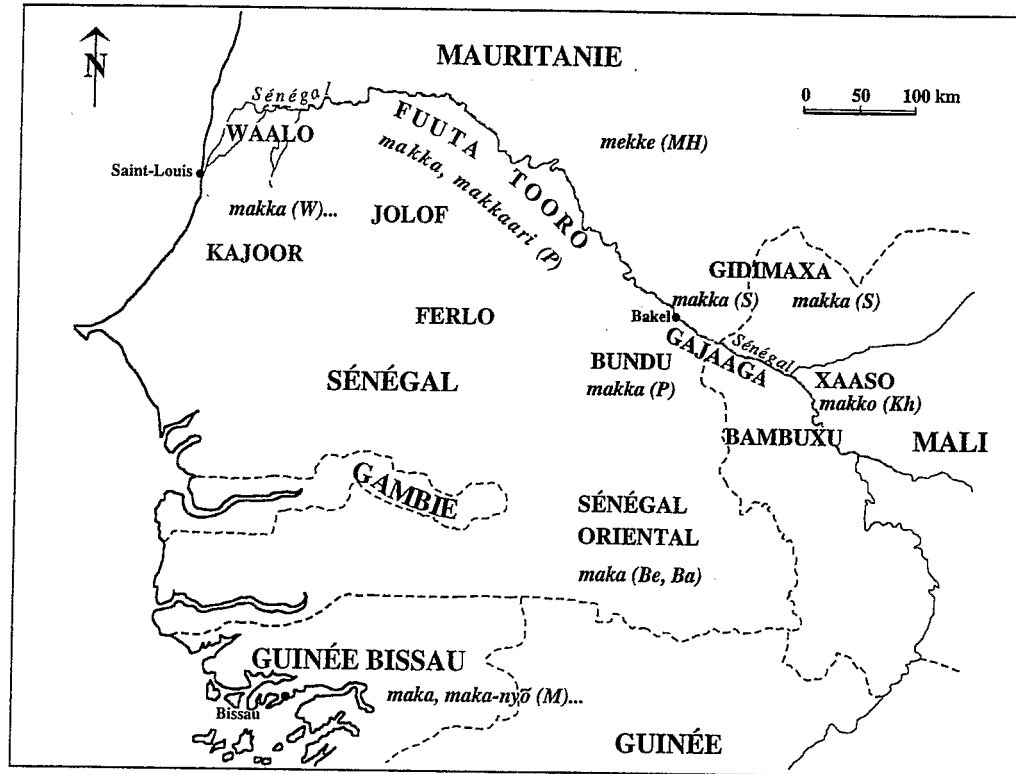 N
MAURITANIE
0 50 100 km
Sénégal
WAALO
FUUTA TOORO
makka, makkaari (P)
mekke (MH)
Saint-Louis
makka (W)...
JOLOF
KAJOOR
GIDIMAXA
makka (S) makka (S)
Bakel
FERLO
GAJAAGA
Sénégal
BUNDU
makka (P)
SÉNÉGAL
XAASO
makko (Kh)
BAMBUXU
MALI
GAMBIE
SÉNÉGAL
ORIENTAL
maka (Be, Ba)
GUINÉE BISSAU
maka, maka-nyõ (M)...
Bissau
GUINÉE